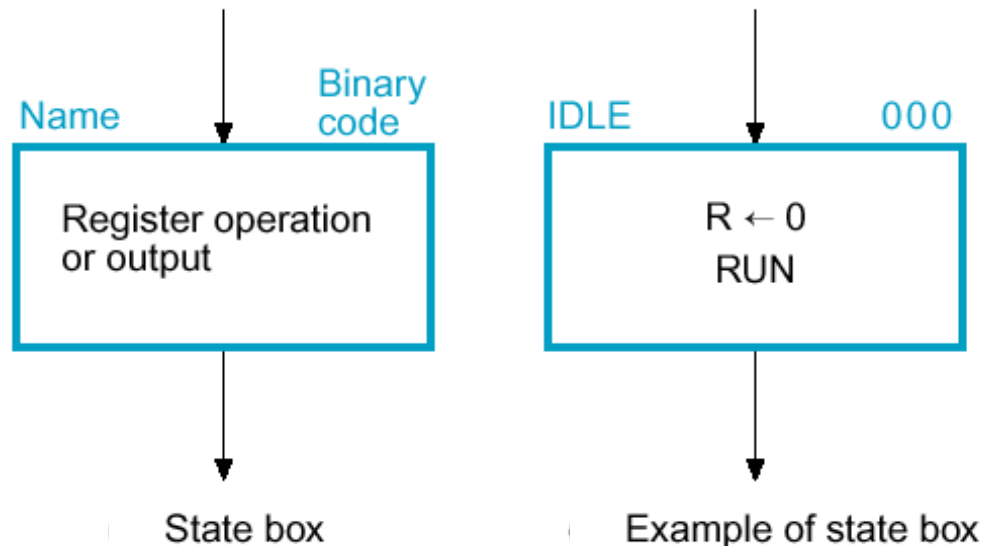 Name
Binary
code
Register operation
or output
State box
IDLE
000
R ← 0
RUN
Example of state box